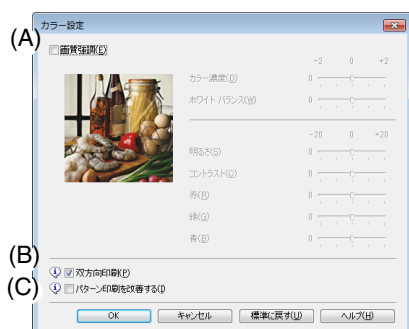 カラー設定
(A)
画質強調(E)
-2 0 +2
カラー濃度(D) 0
ホワイト バランス(W) 0
-20 0 +20
明るさ(S) 0
コントラスト(C) 0
赤(R) 0
緑(G) 0
青(B) 0
(B)
双方向印刷(P)
(C)
パターン印刷を改善する(I)
OK キャンセル 標準に戻す(U) ヘルプ(H)